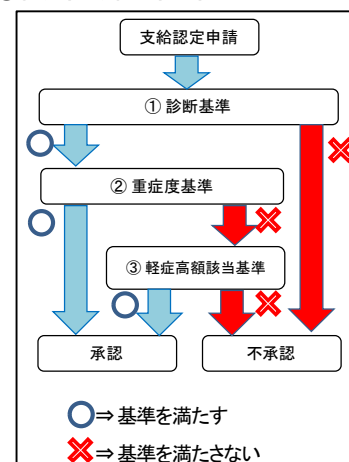 支給認定申請
① 診断基準
② 重症度基準
③ 軽症高額該当基準
承認
不承認
⇒ 基準を満たす
⇒ 基準を満たさない